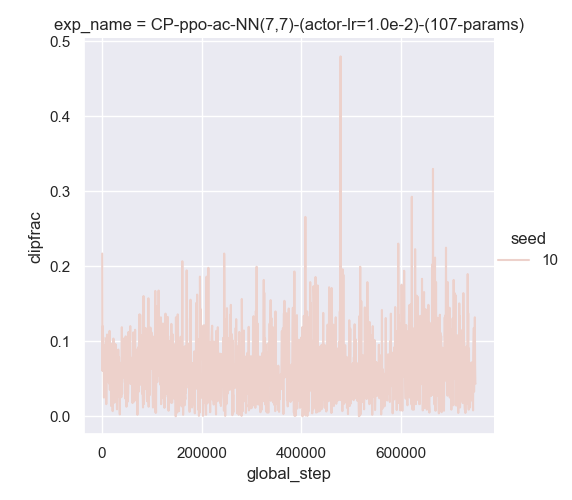 exp_name = CP-ppo-ac-NN(7,7)-(actor-lr=1.0e-2)-(107-params)
0.5
0.4
0.3
0.2
0.1
0.0
clipfrac
seed
10
0
200000
400000
600000
global_step